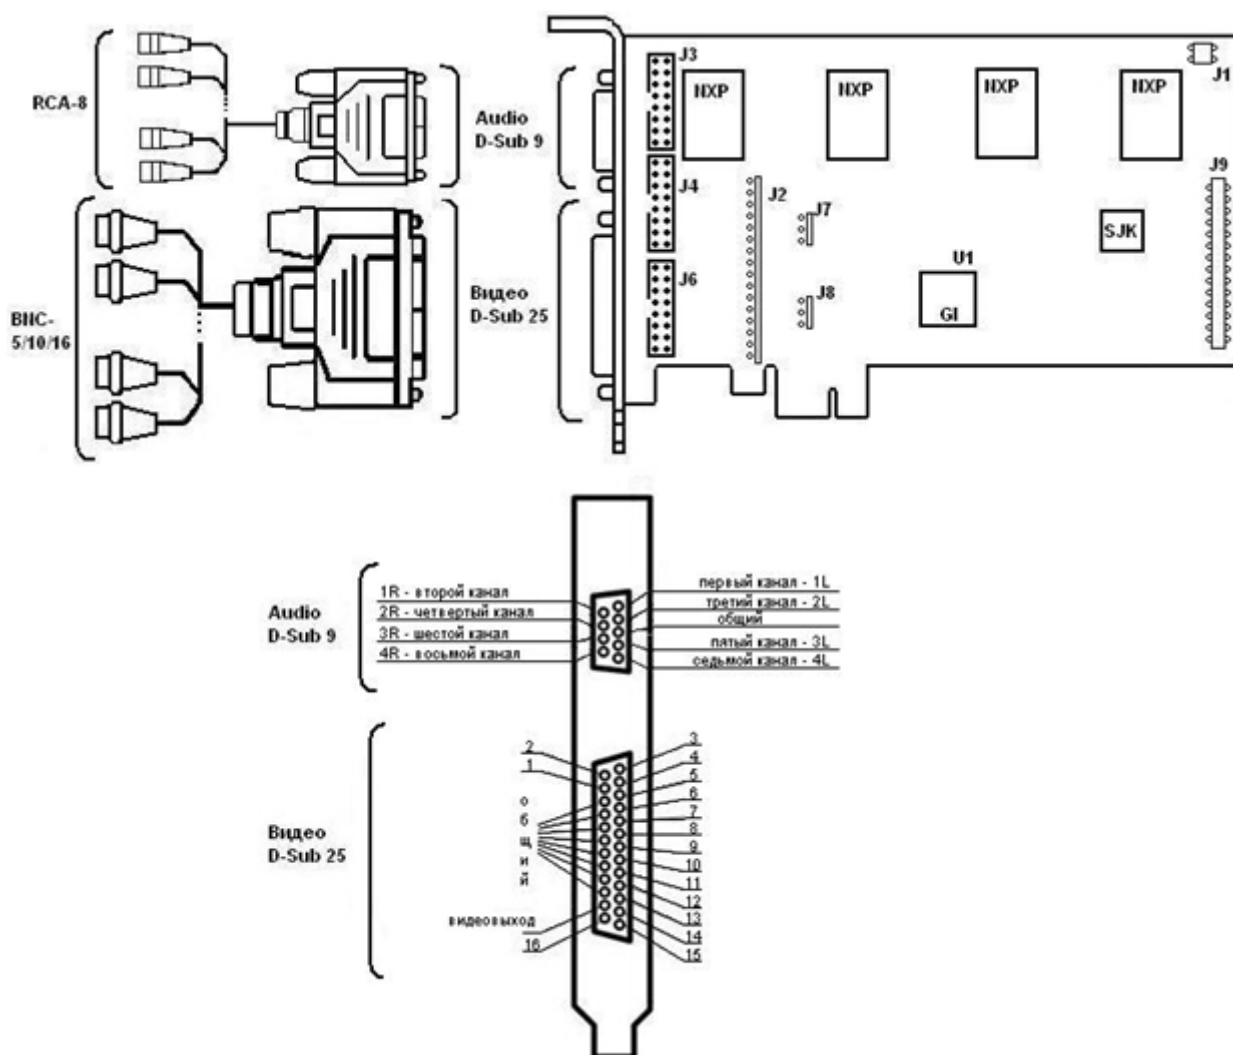 RCA-8
Audio
D-Sub 9
BNC-
5/10/16
Видео
D-Sub 25
J3
NXP
NXP
NXP
NXP
J1
J4
J2
J7
J9
SJK
U1
J6
J8
GI
Audio
D-Sub 9
1R - второй канал
2R - четвертый канал
3R - шестой канал
4R - восьмой канал
первый канал - 1L
третий канал - 2L
общий
пятый канал - 3L
седьмой канал - 4L
Видео
D-Sub 25
2
1
общий
видеовыход
16
3
4
5
6
7
8
9
10
11
12
13
14
15